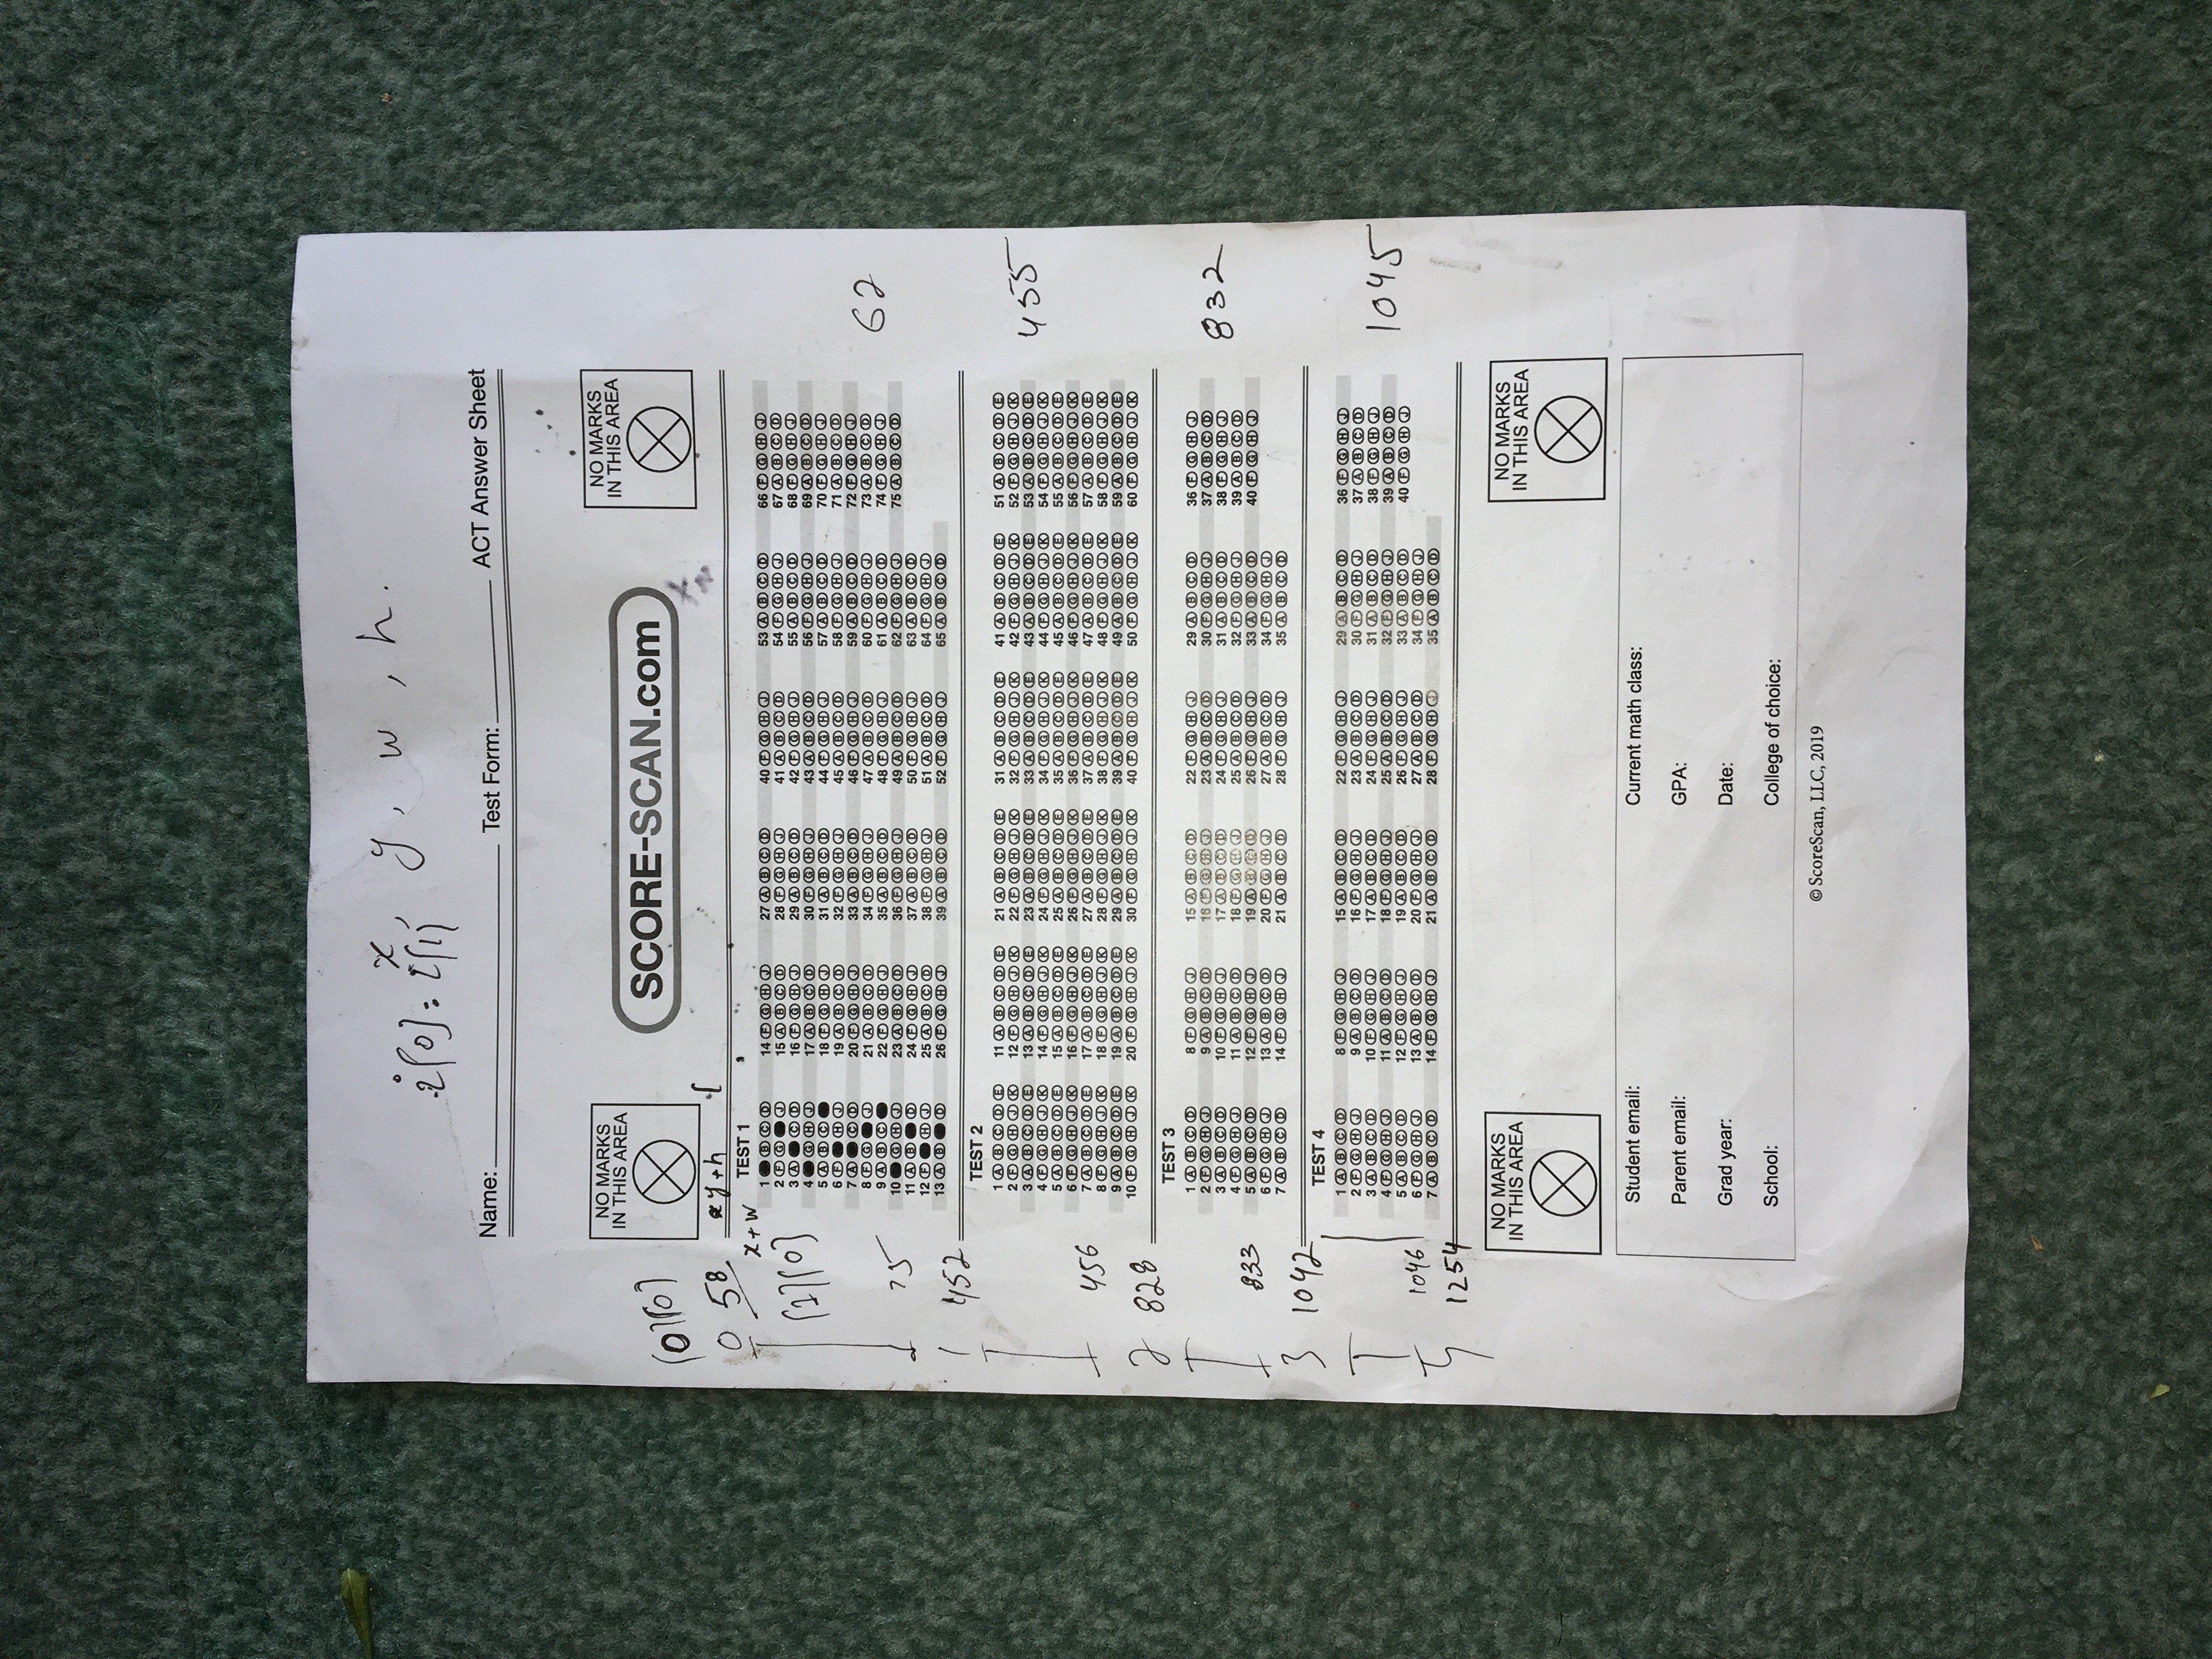 x, y, w, h.
i[0]:
Name: Test Form: ACT Answer Sheet
NO MARKS
IN THIS AREA
SCORE-SCAN.com
NO MARKS
IN THIS AREA
[0][0]
0 58
y+h
x+w
TEST 1
1 B C D 14 F G H J 27 A B C D 40 F G H J 53 A B C D 66 F G H J
2 F G J 15 A B C D 28 F G H J 41 A B C D 54 F G H J 67 A B C D
3 A C D 16 F G H J 29 A B C D 42 F G H J 55 A B C D 68 F G H J
4 G H J 17 A B C D 30 F G H J 43 A B C D 56 F G H J 69 A B C D
5 A B C 18 F G H J 31 A B C D 44 F G H J 57 A B C D 70 F G H J
6 F H J 19 A B C D 32 F G H J 45 A B C D 58 F G H J 71 A B C D
7 A C D 20 F G H J 33 A B C D 46 F G H J 59 A B C D 72 F G H J
8 F G J 21 A B C D 34 F G H J 47 A B C D 60 F G H J 73 A B C D
9 A B C 22 F G H J 35 A B C D 48 F G H J 61 A B C D 74 F G H J
10 G H J 23 A B C D 36 F G H J 49 A B C D 62 F G H J 75 A B C D
11 A B D 24 F G H J 37 A B C D 50 F G H J 63 A B C D
12 F H J 25 A B C D 38 F G H J 51 A B C D 64 F G H J
13 A B D 26 F G H J 39 A B C D 52 F G H J 65 A B C D
[1][0]
62
75
1 452
TEST 2
1 A B C D E 11 A B C D E 21 A B C D E 31 A B C D E 41 A B C D E 51 A B C D E
2 F G H J K 12 F G H J K 22 F G H J K 32 F G H J K 42 F G H J K 52 F G H J K
3 A B C D E 13 A B C D E 23 A B C D E 33 A B C D E 43 A B C D E 53 A B C D E
4 F G H J K 14 F G H J K 24 F G H J K 34 F G H J K 44 F G H J K 54 F G H J K
5 A B C D E 15 A B C D E 25 A B C D E 35 A B C D E 45 A B C D E 55 A B C D E
6 F G H J K 16 F G H J K 26 F G H J K 36 F G H J K 46 F G H J K 56 F G H J K
7 A B C D E 17 A B C D E 27 A B C D E 37 A B C D E 47 A B C D E 57 A B C D E
8 F G H J K 18 F G H J K 28 F G H J K 38 F G H J K 48 F G H J K 58 F G H J K
9 A B C D E 19 A B C D E 29 A B C D E 39 A B C D E 49 A B C D E 59 A B C D E
10 F G H J K 20 F G H J K 30 F G H J K 40 F G H J K 50 F G H J K 60 F G H J K
455
456
2 828
TEST 3
1 A B C D 8 F G H J 15 A B C D 22 F G H J 29 A B C D 36 F G H J
2 F G H J 9 A B C D 16 F G H J 23 A B C D 30 F G H J 37 A B C D
3 A B C D 10 F G H J 17 A B C D 24 F G H J 31 A B C D 38 F G H J
4 F G H J 11 A B C D 18 F G H J 25 A B C D 32 F G H J 39 A B C D
5 A B C D 12 F G H J 19 A B C D 26 F G H J 33 A B C D 40 F G H J
6 F G H J 13 A B C D 20 F G H J 27 A B C D 34 F G H J
7 A B C D 14 F G H J 21 A B C D 28 F G H J 35 A B C D
832
833
3 1042
TEST 4
1 A B C D 8 F G H J 15 A B C D 22 F G H J 29 A B C D 36 F G H J
2 F G H J 9 A B C D 16 F G H J 23 A B C D 30 F G H J 37 A B C D
3 A B C D 10 F G H J 17 A B C D 24 F G H J 31 A B C D 38 F G H J
4 F G H J 11 A B C D 18 F G H J 25 A B C D 32 F G H J 39 A B C D
5 A B C D 12 F G H J 19 A B C D 26 F G H J 33 A B C D 40 F G H J
6 F G H J 13 A B C D 20 F G H J 27 A B C D 34 F G H J
7 A B C D 14 F G H J 21 A B C D 28 F G H J 35 A B C D
1045
1046
1254
NO MARKS
IN THIS AREA
NO MARKS
IN THIS AREA
Student email: Current math class:
Parent email: GPA:
Grad year: Date:
School: College of choice:
© ScoreScan, LLC, 2019